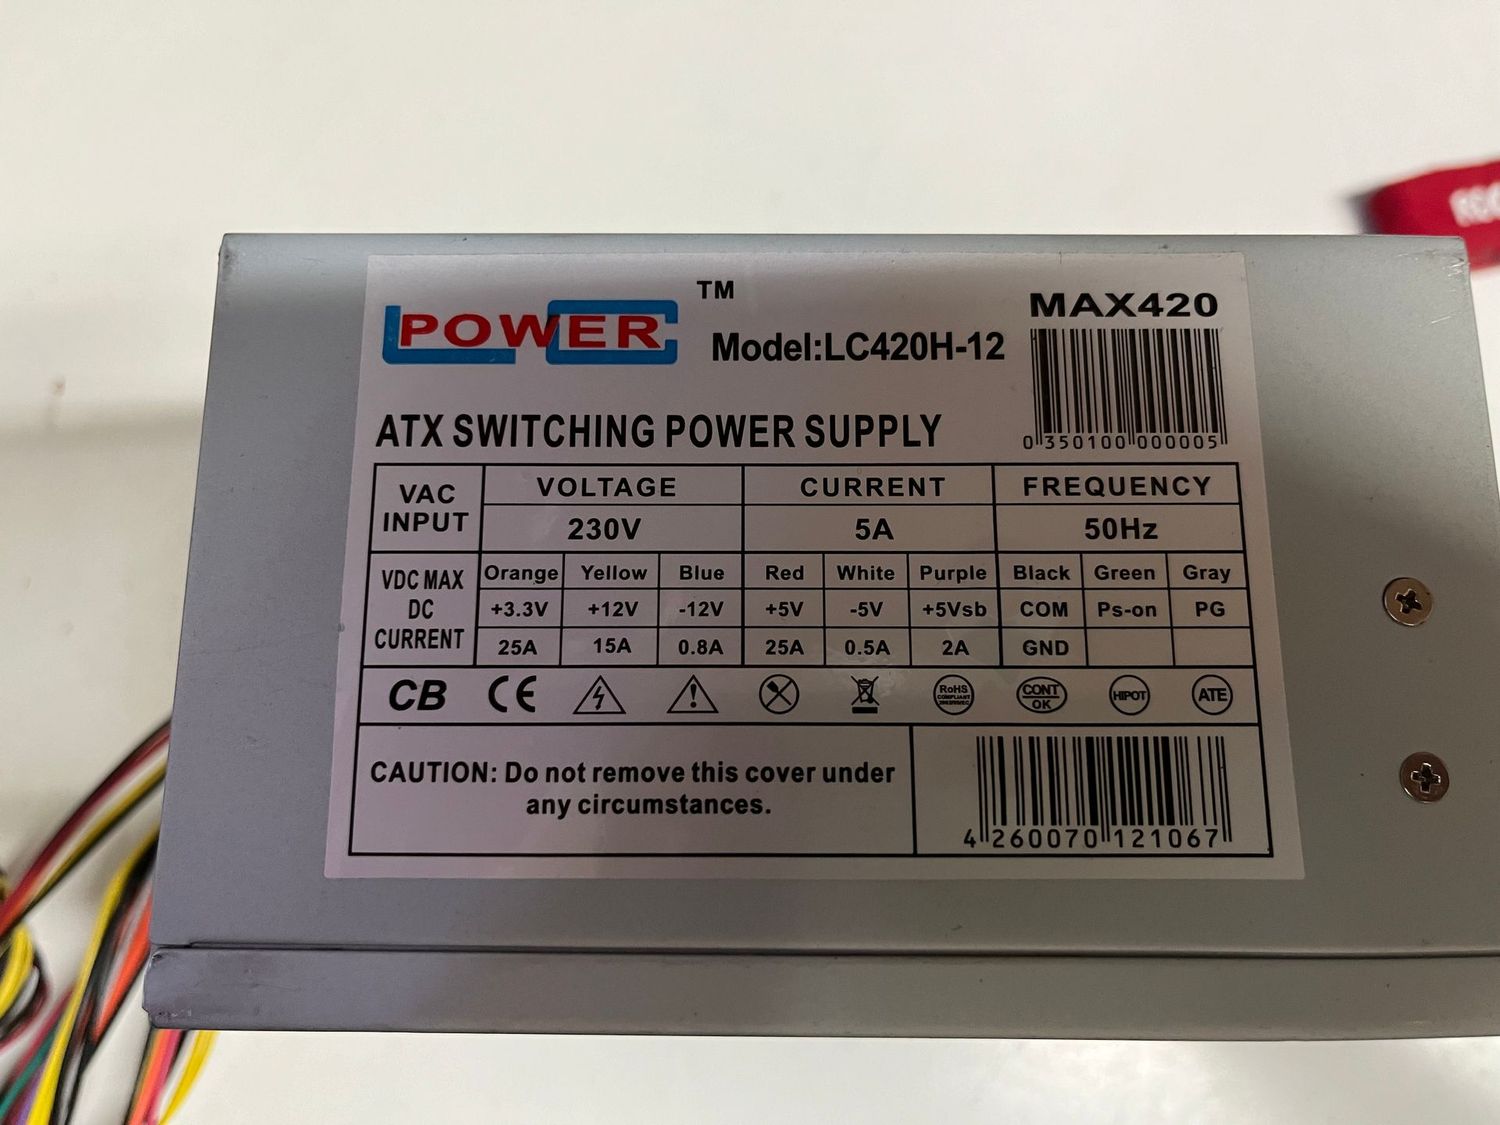 LC POWER TM
Model:LC420H-12
MAX420
0 350100 000005
ATX SWITCHING POWER SUPPLY
VAC INPUT VOLTAGE CURRENT FREQUENCY
230V 5A 50Hz
VDC MAX DC CURRENT Orange Yellow Blue Red White Purple Black Green Gray
+3.3V +12V -12V +5V -5V +5Vsb COM Ps-on PG
25A 15A 0.8A 25A 0.5A 2A GND
CB CE RoHS COMPLIANT CONT OK HIPOT ATE
CAUTION: Do not remove this cover under
any circumstances.
4 260070 121067